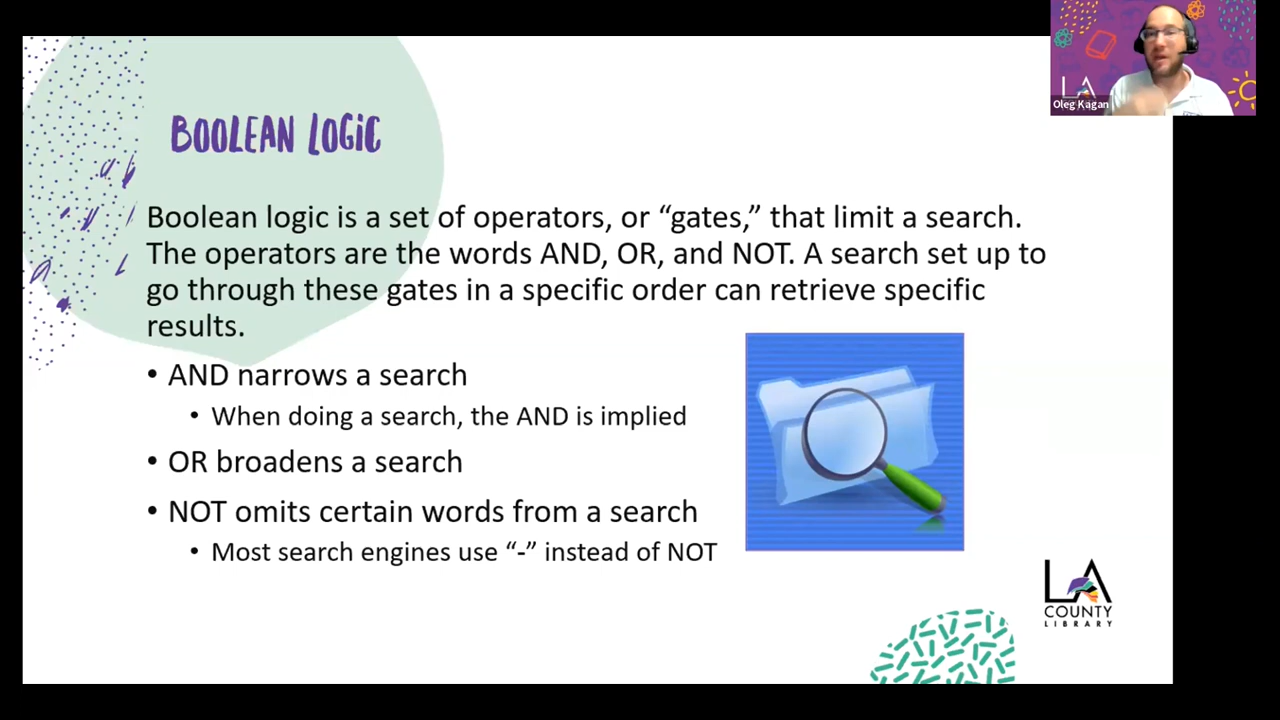 BOOLEAN LOGIC
Boolean logic is a set of operators, or “gates,” that limit a search.
The operators are the words AND, OR, and NOT. A search set up to
go through these gates in a specific order can retrieve specific
results.
• AND narrows a search
• When doing a search, the AND is implied
• OR broadens a search
• NOT omits certain words from a search
• Most search engines use “-” instead of NOT
LA
COUNTY
LIBRARY
LA
Oleg Kagan